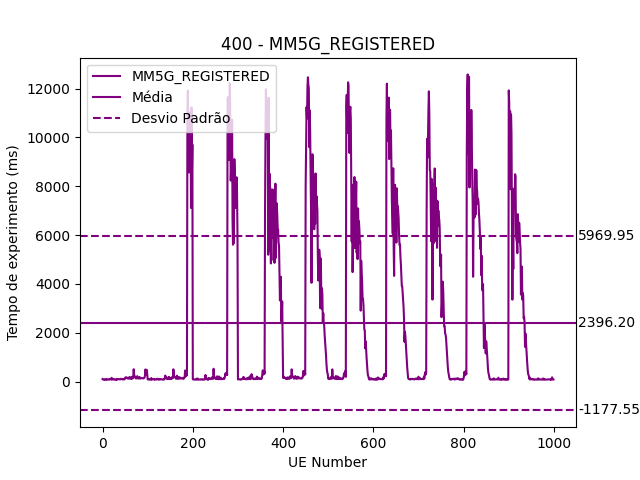 400 - MM5G_REGISTERED
MM5G_REGISTERED
Média
Desvio Padrão
Tempo de experimento (ms)
12000
10000
8000
6000
4000
2000
0
5969.95
2396.20
-1177.55
0 200 400 600 800 1000
UE Number